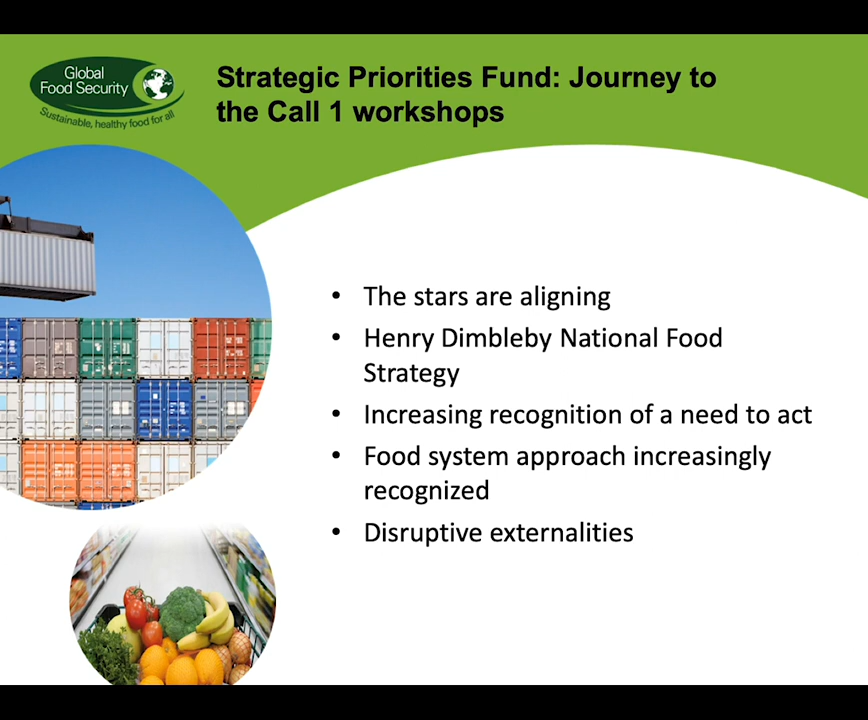 Global
Food Security
Sustainable, healthy food for all
Strategic Priorities Fund: Journey to
the Call 1 workshops
• The stars are aligning
• Henry Dimbleby National Food
Strategy
• Increasing recognition of a need to act
• Food system approach increasingly
recognized
• Disruptive externalities